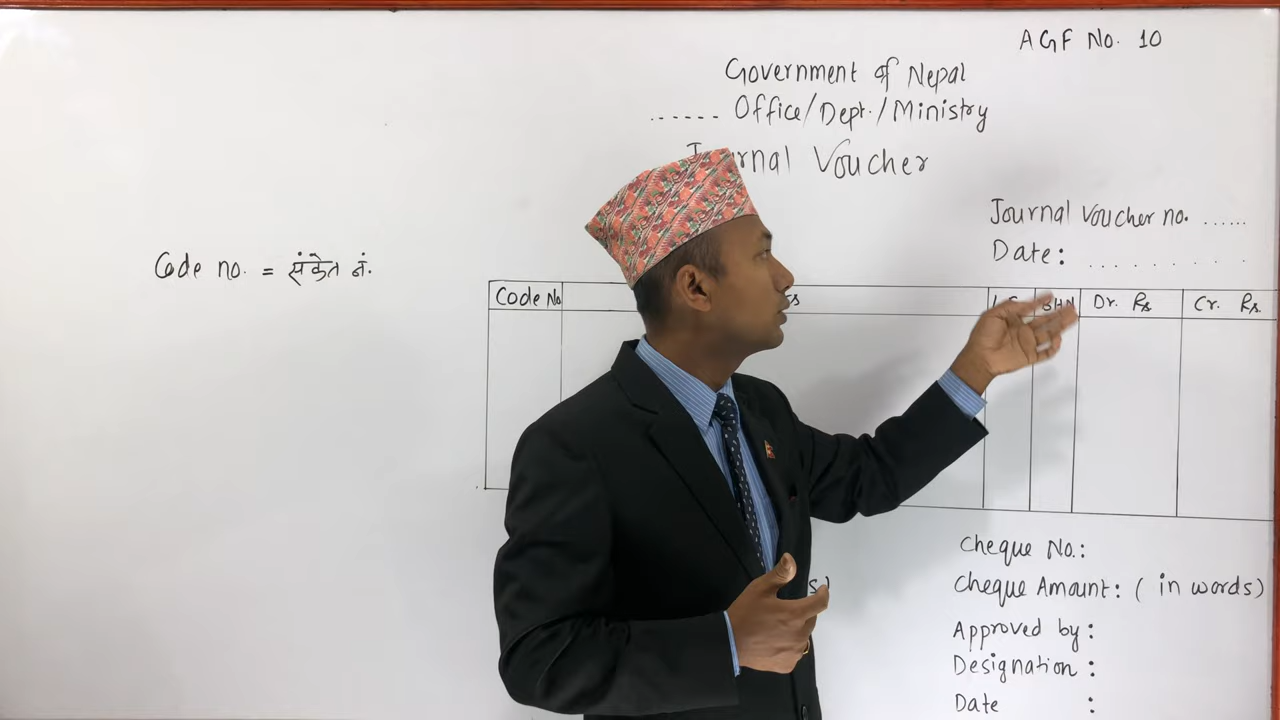 AGF No. 10
Government of Nepal
...... Office/Dept./Ministry
Voucher
Journal Voucher no. ......
Date: ..........
Code no. = संकेत नं.
Code No Dr. Rs Cr. Rs.
Cheque No.:
Cheque Amount: ( in words)
Approved by:
Designation :
Date :